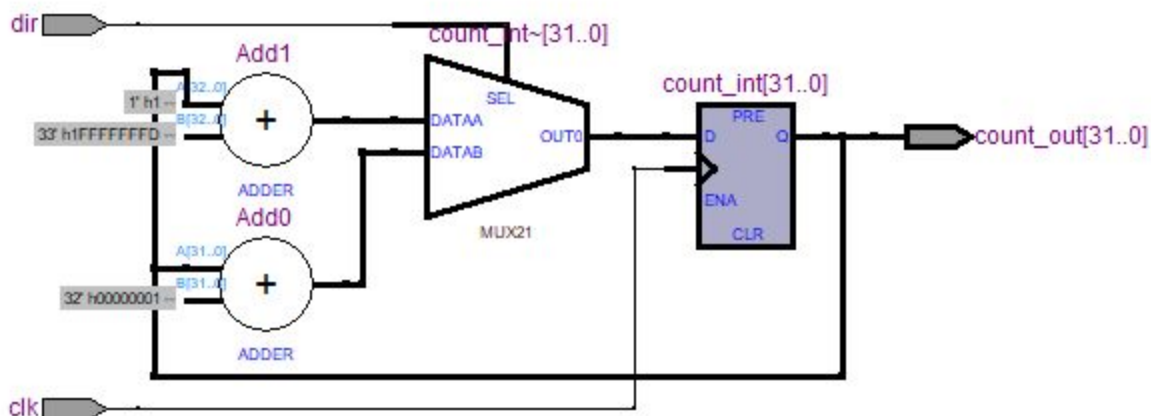 dir
count_int~[31..0]
Add1
A[32..0]
1' h1 --
B[32..0]
33' h1FFFFFFFD --
SEL
DATAA
DATAB
OUT0
ADDER
MUX21
count_int[31..0]
PRE
D
Q
ENA
CLR
count_out[31..0]
Add0
A[31..0]
B[31..0]
32' h00000001 --
ADDER
clk